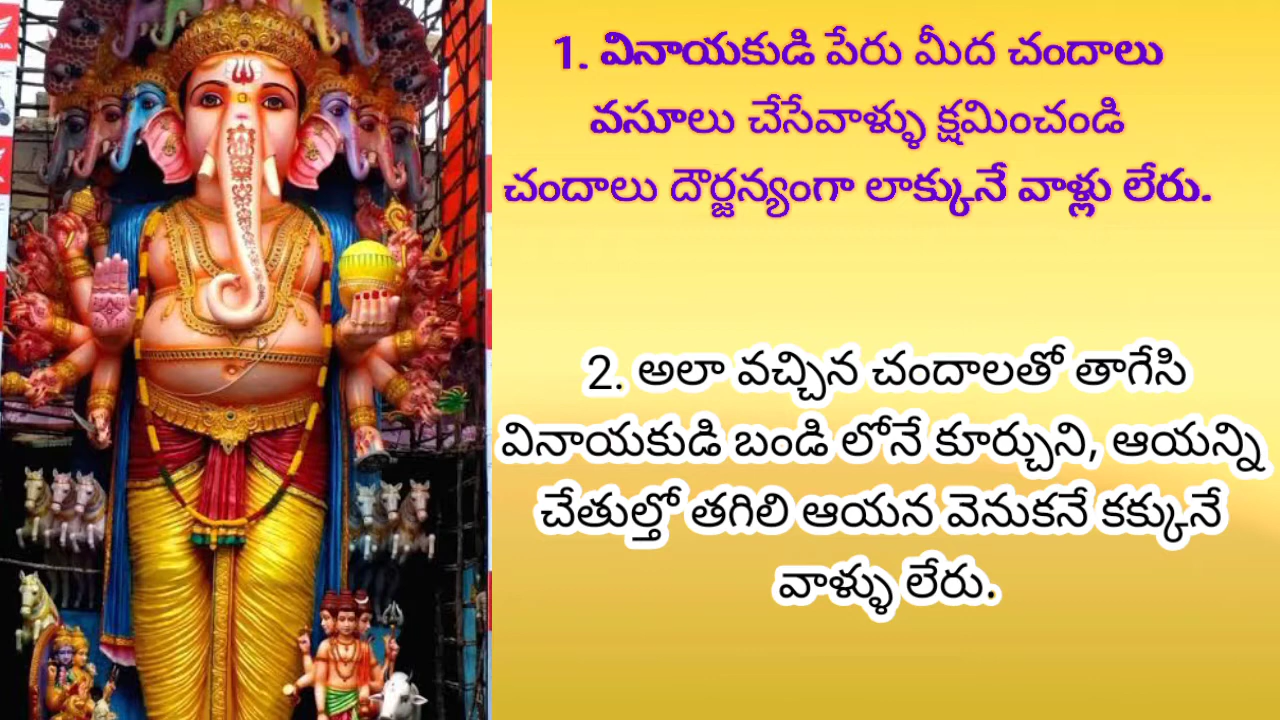 1. వినాయకుడి పేరు మీద చందాలు
వసూలు చేసేవాళ్ళు క్షమించండి
చందాలు దౌర్జన్యంగా లాక్కునే వాళ్లు లేరు.
2. అలా వచ్చిన చందాలతో తాగేసి
వినాయకుడి బండి లోనే కూర్చుని, ఆయన్ని
చేతుల్తో తగిలి ఆయన వెనుకనే కక్కునే
వాళ్ళు లేరు.